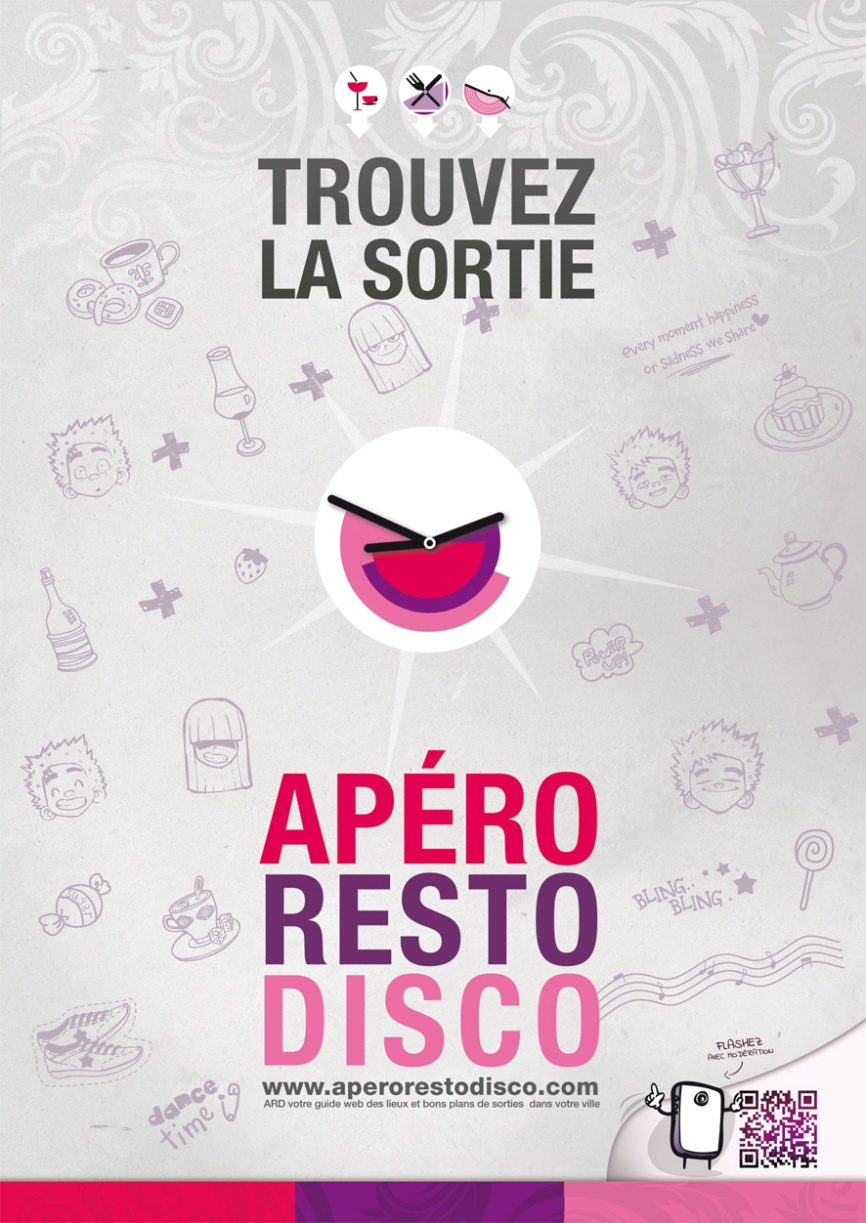 TROUVEZ
LA SORTIE
every moment happiness
or sadness we share
POWER
UP!
APÉRO
RESTO
DISCO
BLING..
BLING.
www.aperorestodisco.com
ARD votre guide web des lieux et bons plans de sorties dans votre ville
dance
time
FLASHEZ
AVEC MODÉRATION